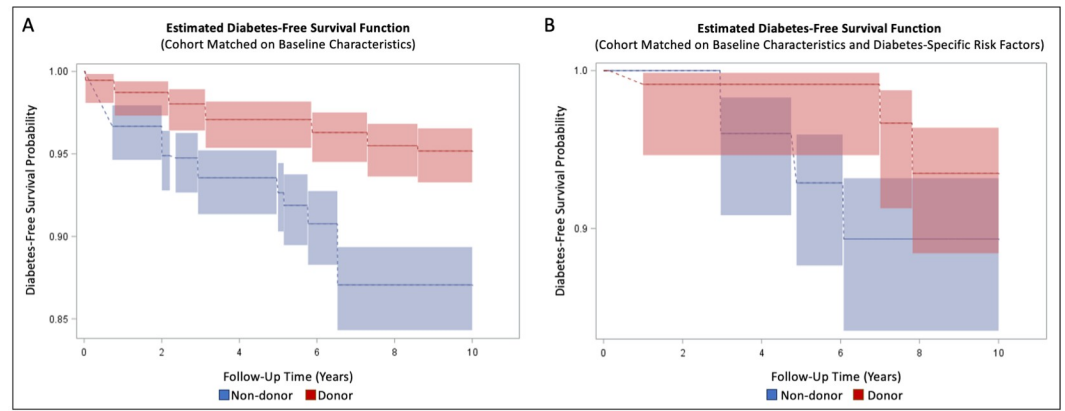 A
Estimated Diabetes-Free Survival Function
(Cohort Matched on Baseline Characteristics)
Diabetes-Free Survival Probability
1.00
0.95
0.90
0.85
0 2 4 6 8 10
Follow-Up Time (Years)
Non-donor Donor
B
Estimated Diabetes-Free Survival Function
(Cohort Matched on Baseline Characteristics and Diabetes-Specific Risk Factors)
Diabetes-Free Survival Probability
1.0
0.9
0 2 4 6 8 10
Follow-Up Time (Years)
Non-donor Donor